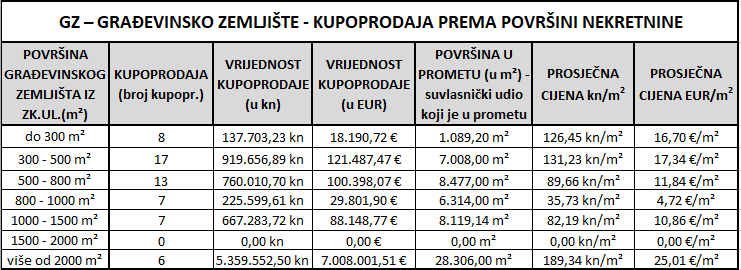 GZ – GRAĐEVINSKO ZEMLJIŠTE - KUPOPRODAJA PREMA POVRŠINI NEKRETNINE
POVRŠINA GRAĐEVINSKOG ZEMLJIŠTA IZ ZK.UL.(m²) KUPOPRODAJA (broj kupopr.) VRIJEDNOST KUPOPRODAJE (u kn) VRIJEDNOST KUPOPRODAJE (u EUR) POVRŠINA U PROMETU (u m²) - suvlasnički udio koji je u prometu PROSJEČNA CIJENA kn/m² PROSJEČNA CIJENA EUR/m²
do 300 m² 8 137.703,23 kn 18.190,72 € 1.089,20 m² 126,45 kn/m² 16,70 €/m²
300 - 500 m² 17 919.656,89 kn 121.487,47 € 7.008,00 m² 131,23 kn/m² 17,34 €/m²
500 - 800 m² 13 760.010,70 kn 100.398,07 € 8.477,00 m² 89,66 kn/m² 11,84 €/m²
800 - 1000 m² 7 225.599,61 kn 29.801,90 € 6.314,00 m² 35,73 kn/m² 4,72 €/m²
1000 - 1500 m² 7 667.283,72 kn 88.148,77 € 8.119,14 m² 82,19 kn/m² 10,86 €/m²
1500 - 2000 m² 0 0,00 kn 0,00 € 0,00 m² 0,00 kn/m² 0,00 €/m²
više od 2000 m² 6 5.359.552,50 kn 7.008.001,51 € 28.306,00 m² 189,34 kn/m² 25,01 €/m²